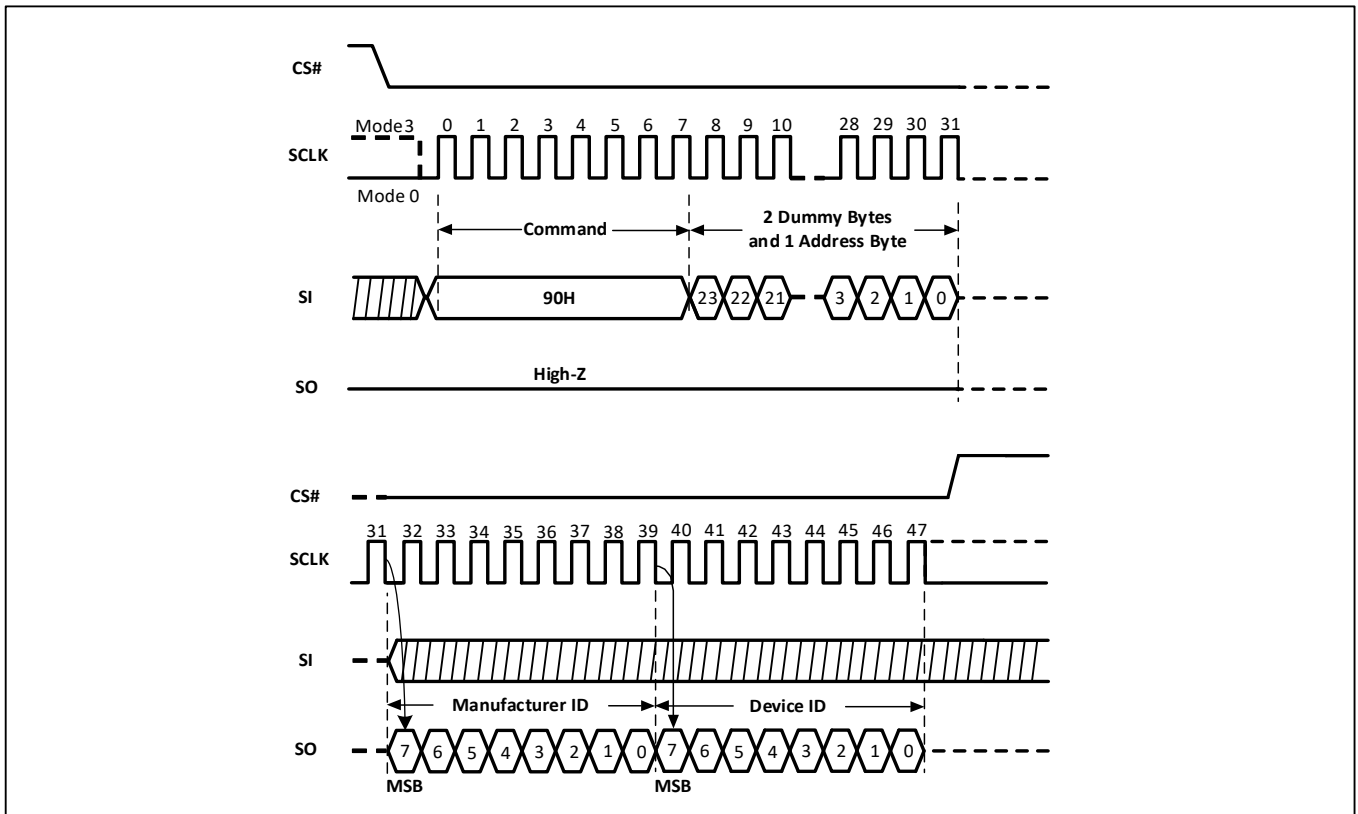 CS#
Mode3 0 1 2 3 4 5 6 7 8 9 10 28 29 30 31
SCLK
Mode 0
Command
2 Dummy Bytes
and 1 Address Byte
SI 90H 23 22 21 3 2 1 0
High-Z
SO
CS#
31 32 33 34 35 36 37 38 39 40 41 42 43 44 45 46 47
SCLK
SI
Manufacturer ID Device ID
SO 7 6 5 4 3 2 1 0 7 6 5 4 3 2 1 0
MSB MSB